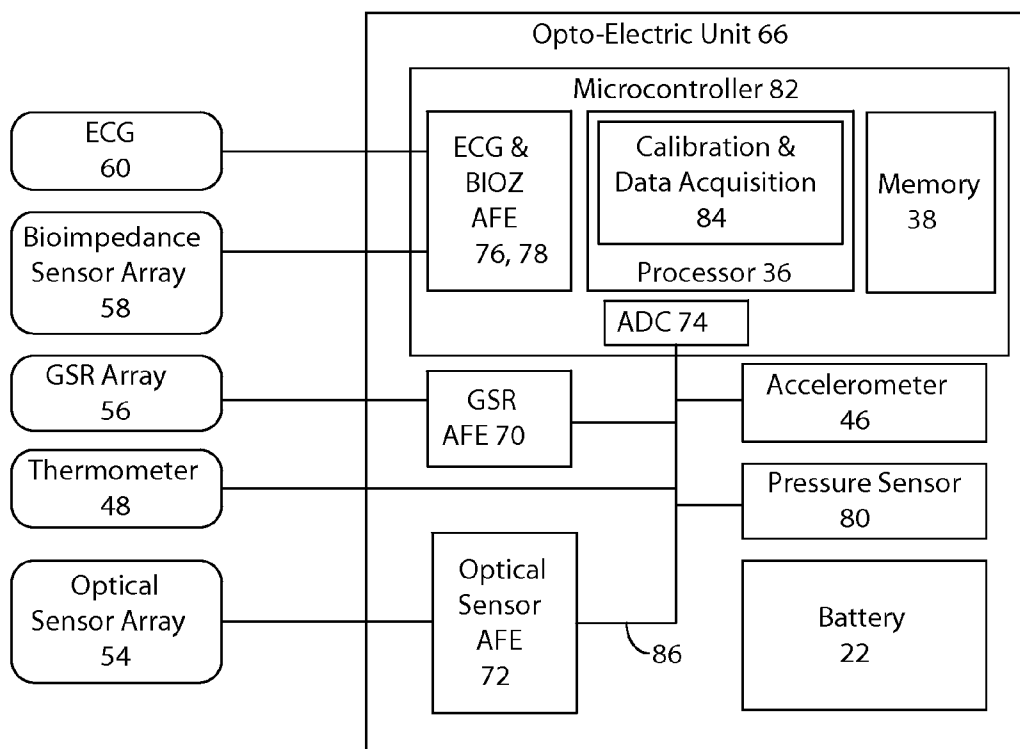 Opto-Electric Unit 66
Microcontroller 82
ECG
60
ECG &
BIOZ
AFE
76, 78
Calibration &
Data Acquisition
84
Processor 36
Memory
38
Bioimpedance
Sensor Array
58
ADC 74
GSR Array
56
GSR
AFE 70
Accelerometer
46
Thermometer
48
Pressure Sensor
80
Optical
Sensor Array
54
Optical
Sensor
AFE
72
86
Battery
22